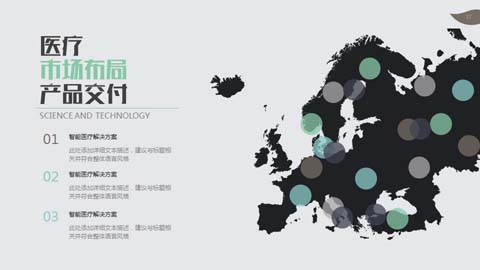 医疗
市场布局
产品交付
SCIENCE AND TECHNOLOGY
01
智能医疗解决方案
此处添加详细文本描述，建议与标题相
关并符合整体语言风格
02
智能医疗解决方案
此处添加详细文本描述，建议与标题相
关并符合整体语言风格
03
智能医疗解决方案
此处添加详细文本描述，建议与标题相
关并符合整体语言风格